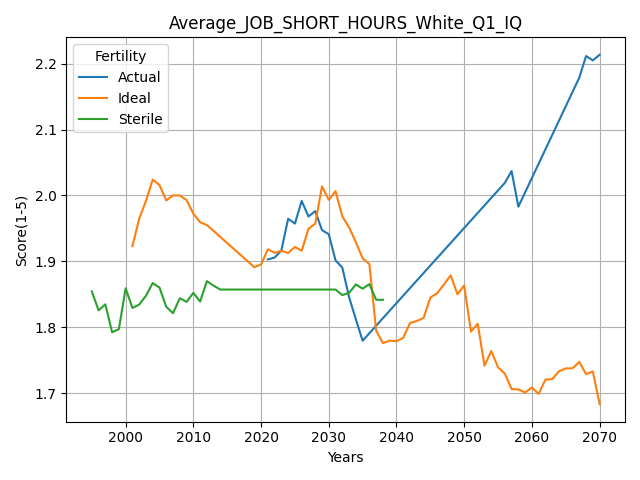 Average_JOB_SHORT_HOURS_White_Q1_IQ
Fertility
Actual
Ideal
Sterile
Score(1-5)
2.2
2.1
2.0
1.9
1.8
1.7
2000 2010 2020 2030 2040 2050 2060 2070
Years